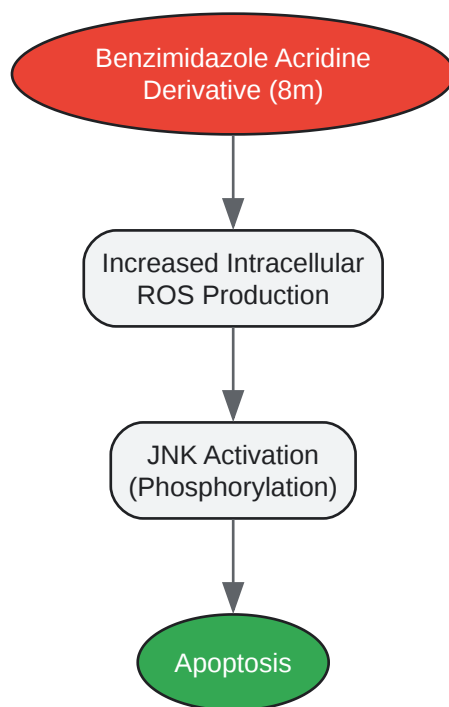 Benzimidazole Acridine
Derivative (8m)
Increased Intracellular
ROS Production
JNK Activation
(Phosphorylation)
Apoptosis